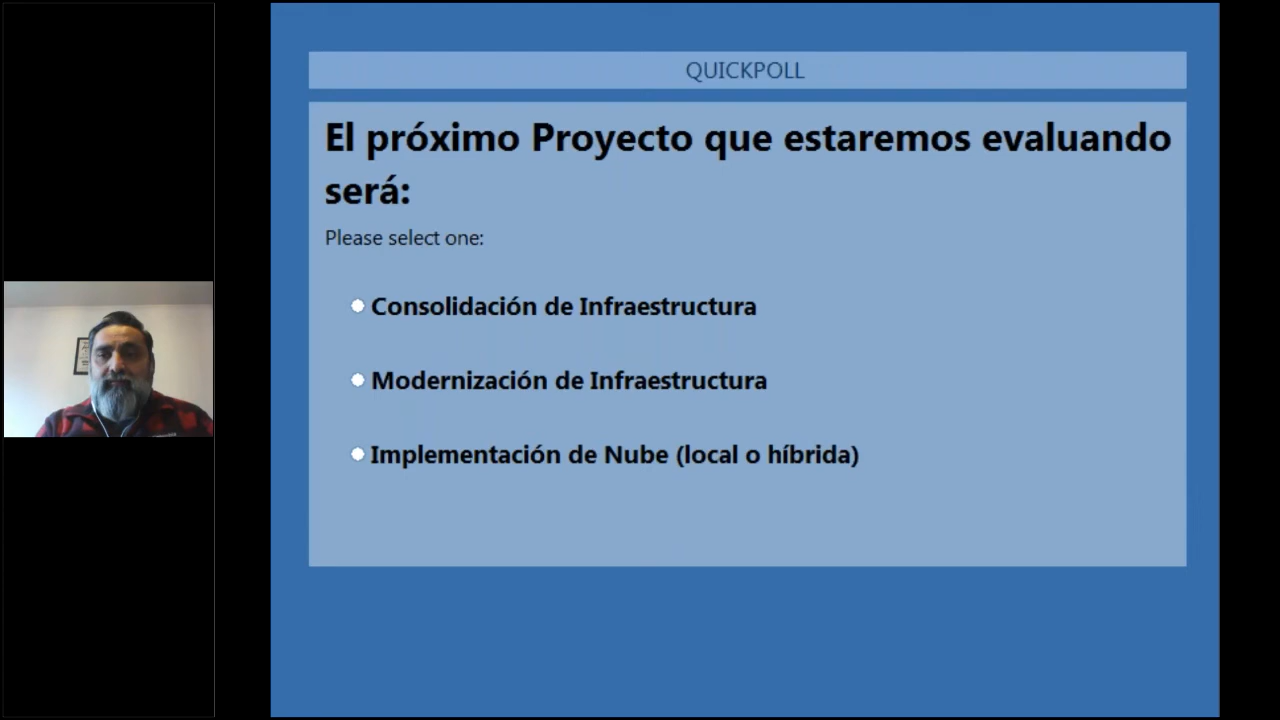 QUICKPOLL
El próximo Proyecto que estaremos evaluando
será:
Please select one:
Consolidación de Infraestructura
Modernización de Infraestructura
Implementación de Nube (local o híbrida)